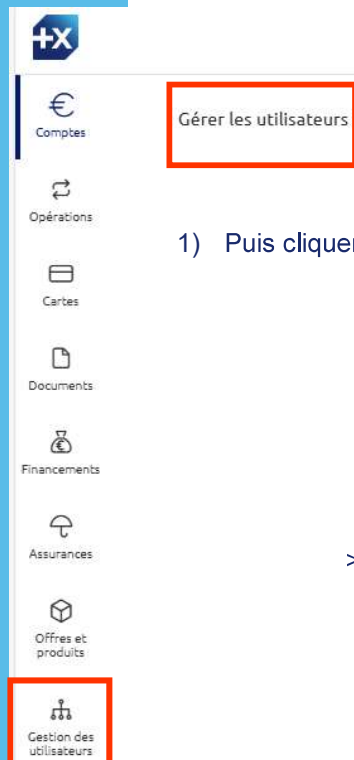 +X
€
Comptes
Gérer les utilisateurs
Opérations
1) Puis cliquer
Cartes
Documents
Financements
Assurances
>
Offres et
produits
Gestion des
utilisateurs